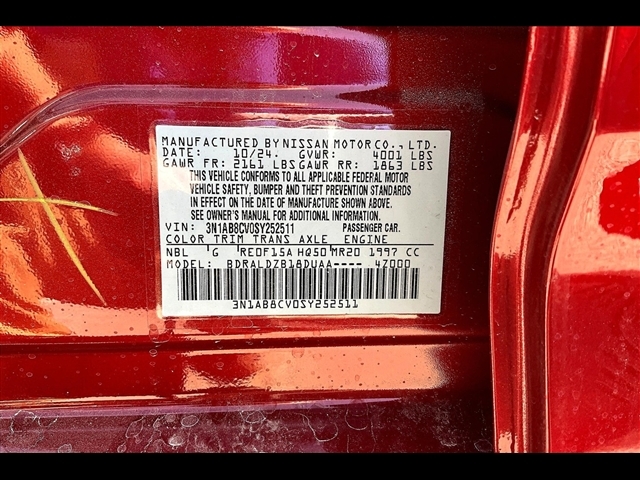 MANUFACTURED BY NISSAN MOTOR CO., LTD.
DATE: 10/24. GVWR: 4001 LBS
GAWR FR: 2161 LBS GAWR RR: 1863 LBS
THIS VEHICLE CONFORMS TO ALL APPLICABLE FEDERAL MOTOR
VEHICLE SAFETY, BUMPER AND THEFT PREVENTION STANDARDS
IN EFFECT ON THE DATE OF MANUFACTURE SHOWN ABOVE.
SEE OWNER'S MANUAL FOR ADDITIONAL INFORMATION.
VIN: 3N1AB8CV0SY252511 PASSENGER CAR.
COLOR TRIM TRANS AXLE ENGINE
NBL G RE0F15A HQ50 MR20 1997 CC
MODEL: BDRALDZB18DUAA---- 4Z000
3N1AB8CV0SY252511